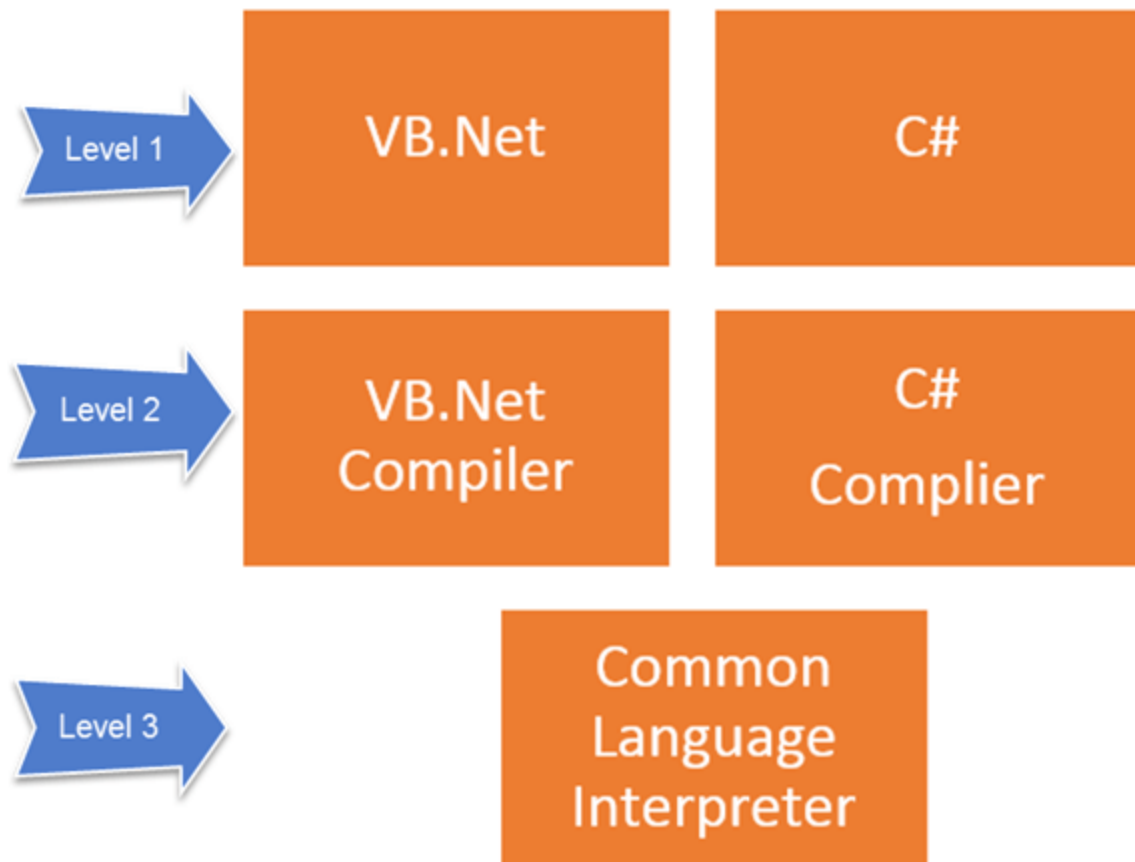 Level 1
VB.Net
C#
Level 2
VB.Net
Compiler
C#
Complier
Level 3
Common
Language
Interpreter